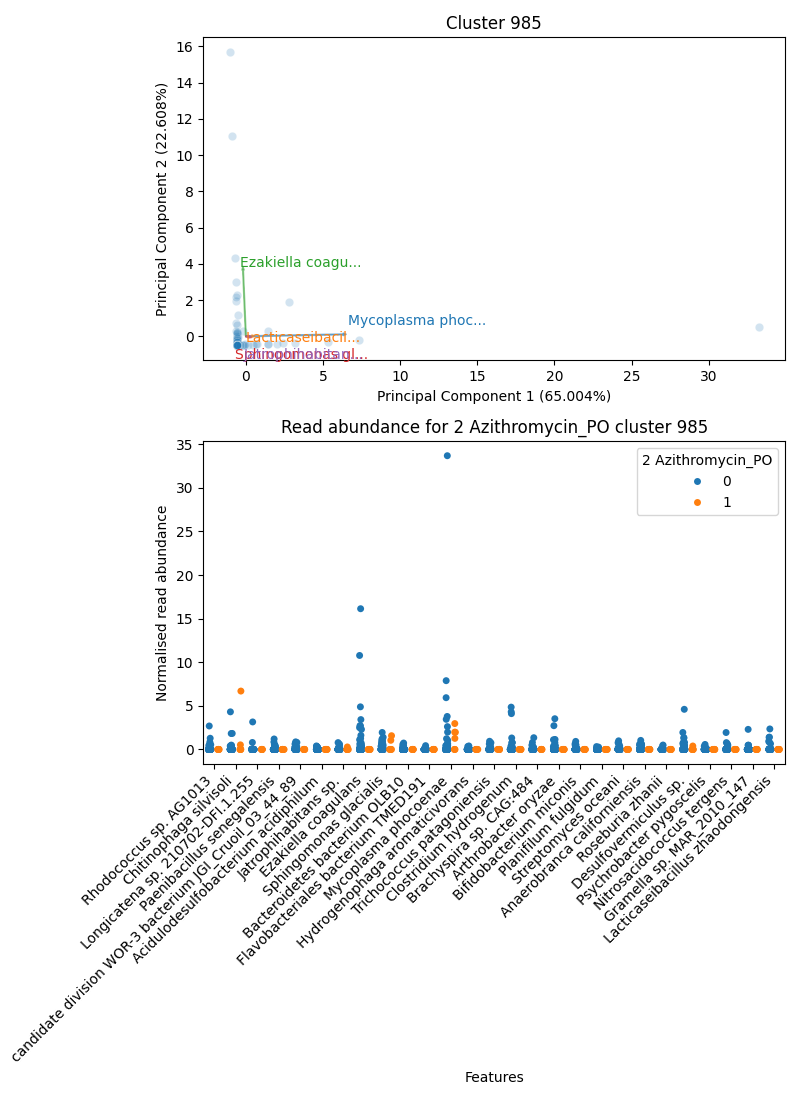 Cluster 985
16
14
12
10
8
6
4
2
0
Principal Component 2 (22.608%)
Ezakiella coagu...
Mycoplasma phoc...
Lacticaseibacil...
Sphingomonas gl...
0
5
10
15
20
25
30
Principal Component 1 (65.004%)
Read abundance for 2 Azithromycin_PO cluster 985
35
30
25
20
15
10
5
0
Normalised read abundance
2 Azithromycin_PO
0
1
Rhodococcus sp. AG1013
Chitinophaga silvisoli
Longicatena sp. 210702-DFI.1.255
Paenibacillus senegalensis
candidate division WOR-3 bacterium JGI_Cruoil_03_44_89
Acidulodesulfobacterium acidiphilum
Jatrophihabitans sp.
Ezakiella coagulans
Sphingomonas glacialis
Bacteroidetes bacterium OLB10
Flavobacteriales bacterium TMED191
Mycoplasma phocoenae
Hydrogenophaga aromaticivorans
Trichococcus patagoniensis
Clostridium hydrogenum
Brachyspira sp. CAG:484
Arthrobacter oryzae
Bifidobacterium miconis
Planifilum fulgidum
Streptomyces oceani
Anaerobranca californiensis
Roseburia zhanii
Desulfovermiculus sp.
Psychrobacter pygoscelis
Nitrosacidococcus tergens
Gramella sp. MAR_2010_147
Lacticaseibacillus zhaodongensis
Features